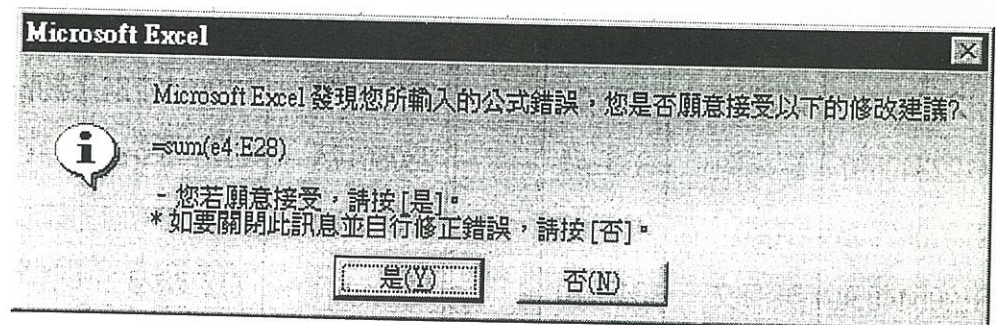 Microsoft Excel
Microsoft Excel 發現您所輸入的公式錯誤，您是否願意接受以下的修改建議?
=sum(e4:E28)
- 您若願意接受，請按 [是]。
* 如要關閉此訊息並自行修正錯誤，請按 [否]。
是(Y) 否(N)